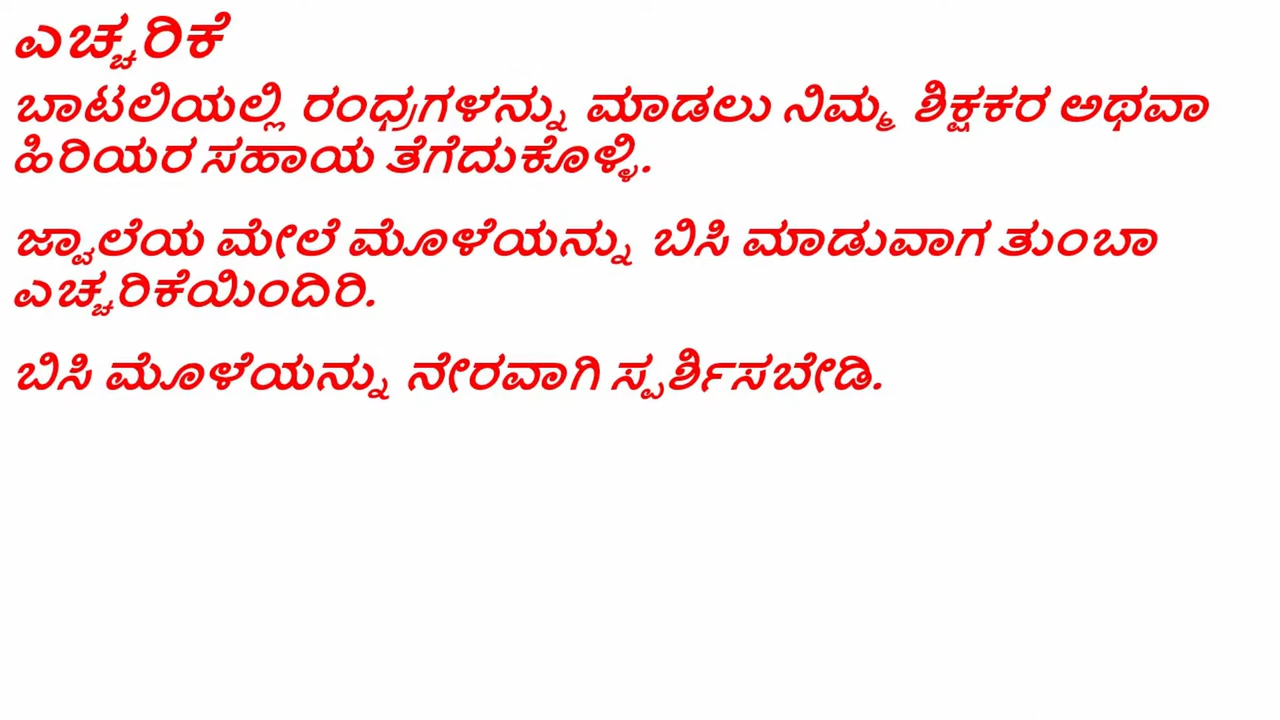 ಎಚ್ಚರಿಕೆ
ಬಾಟಲಿಯಲ್ಲಿ ರಂಧ್ರಗಳನ್ನು ಮಾಡಲು ನಿಮ್ಮ ಶಿಕ್ಷಕರ ಅಥವಾ
ಹಿರಿಯರ ಸಹಾಯ ತೆಗೆದುಕೊಳ್ಳಿ.
ಜ್ವಾಲೆಯ ಮೇಲೆ ಮೊಳೆಯನ್ನು ಬಿಸಿ ಮಾಡುವಾಗ ತುಂಬಾ
ಎಚ್ಚರಿಕೆಯಿಂದಿರಿ.
ಬಿಸಿ ಮೊಳೆಯನ್ನು ನೇರವಾಗಿ ಸ್ಪರ್ಶಿಸಬೇಡಿ.